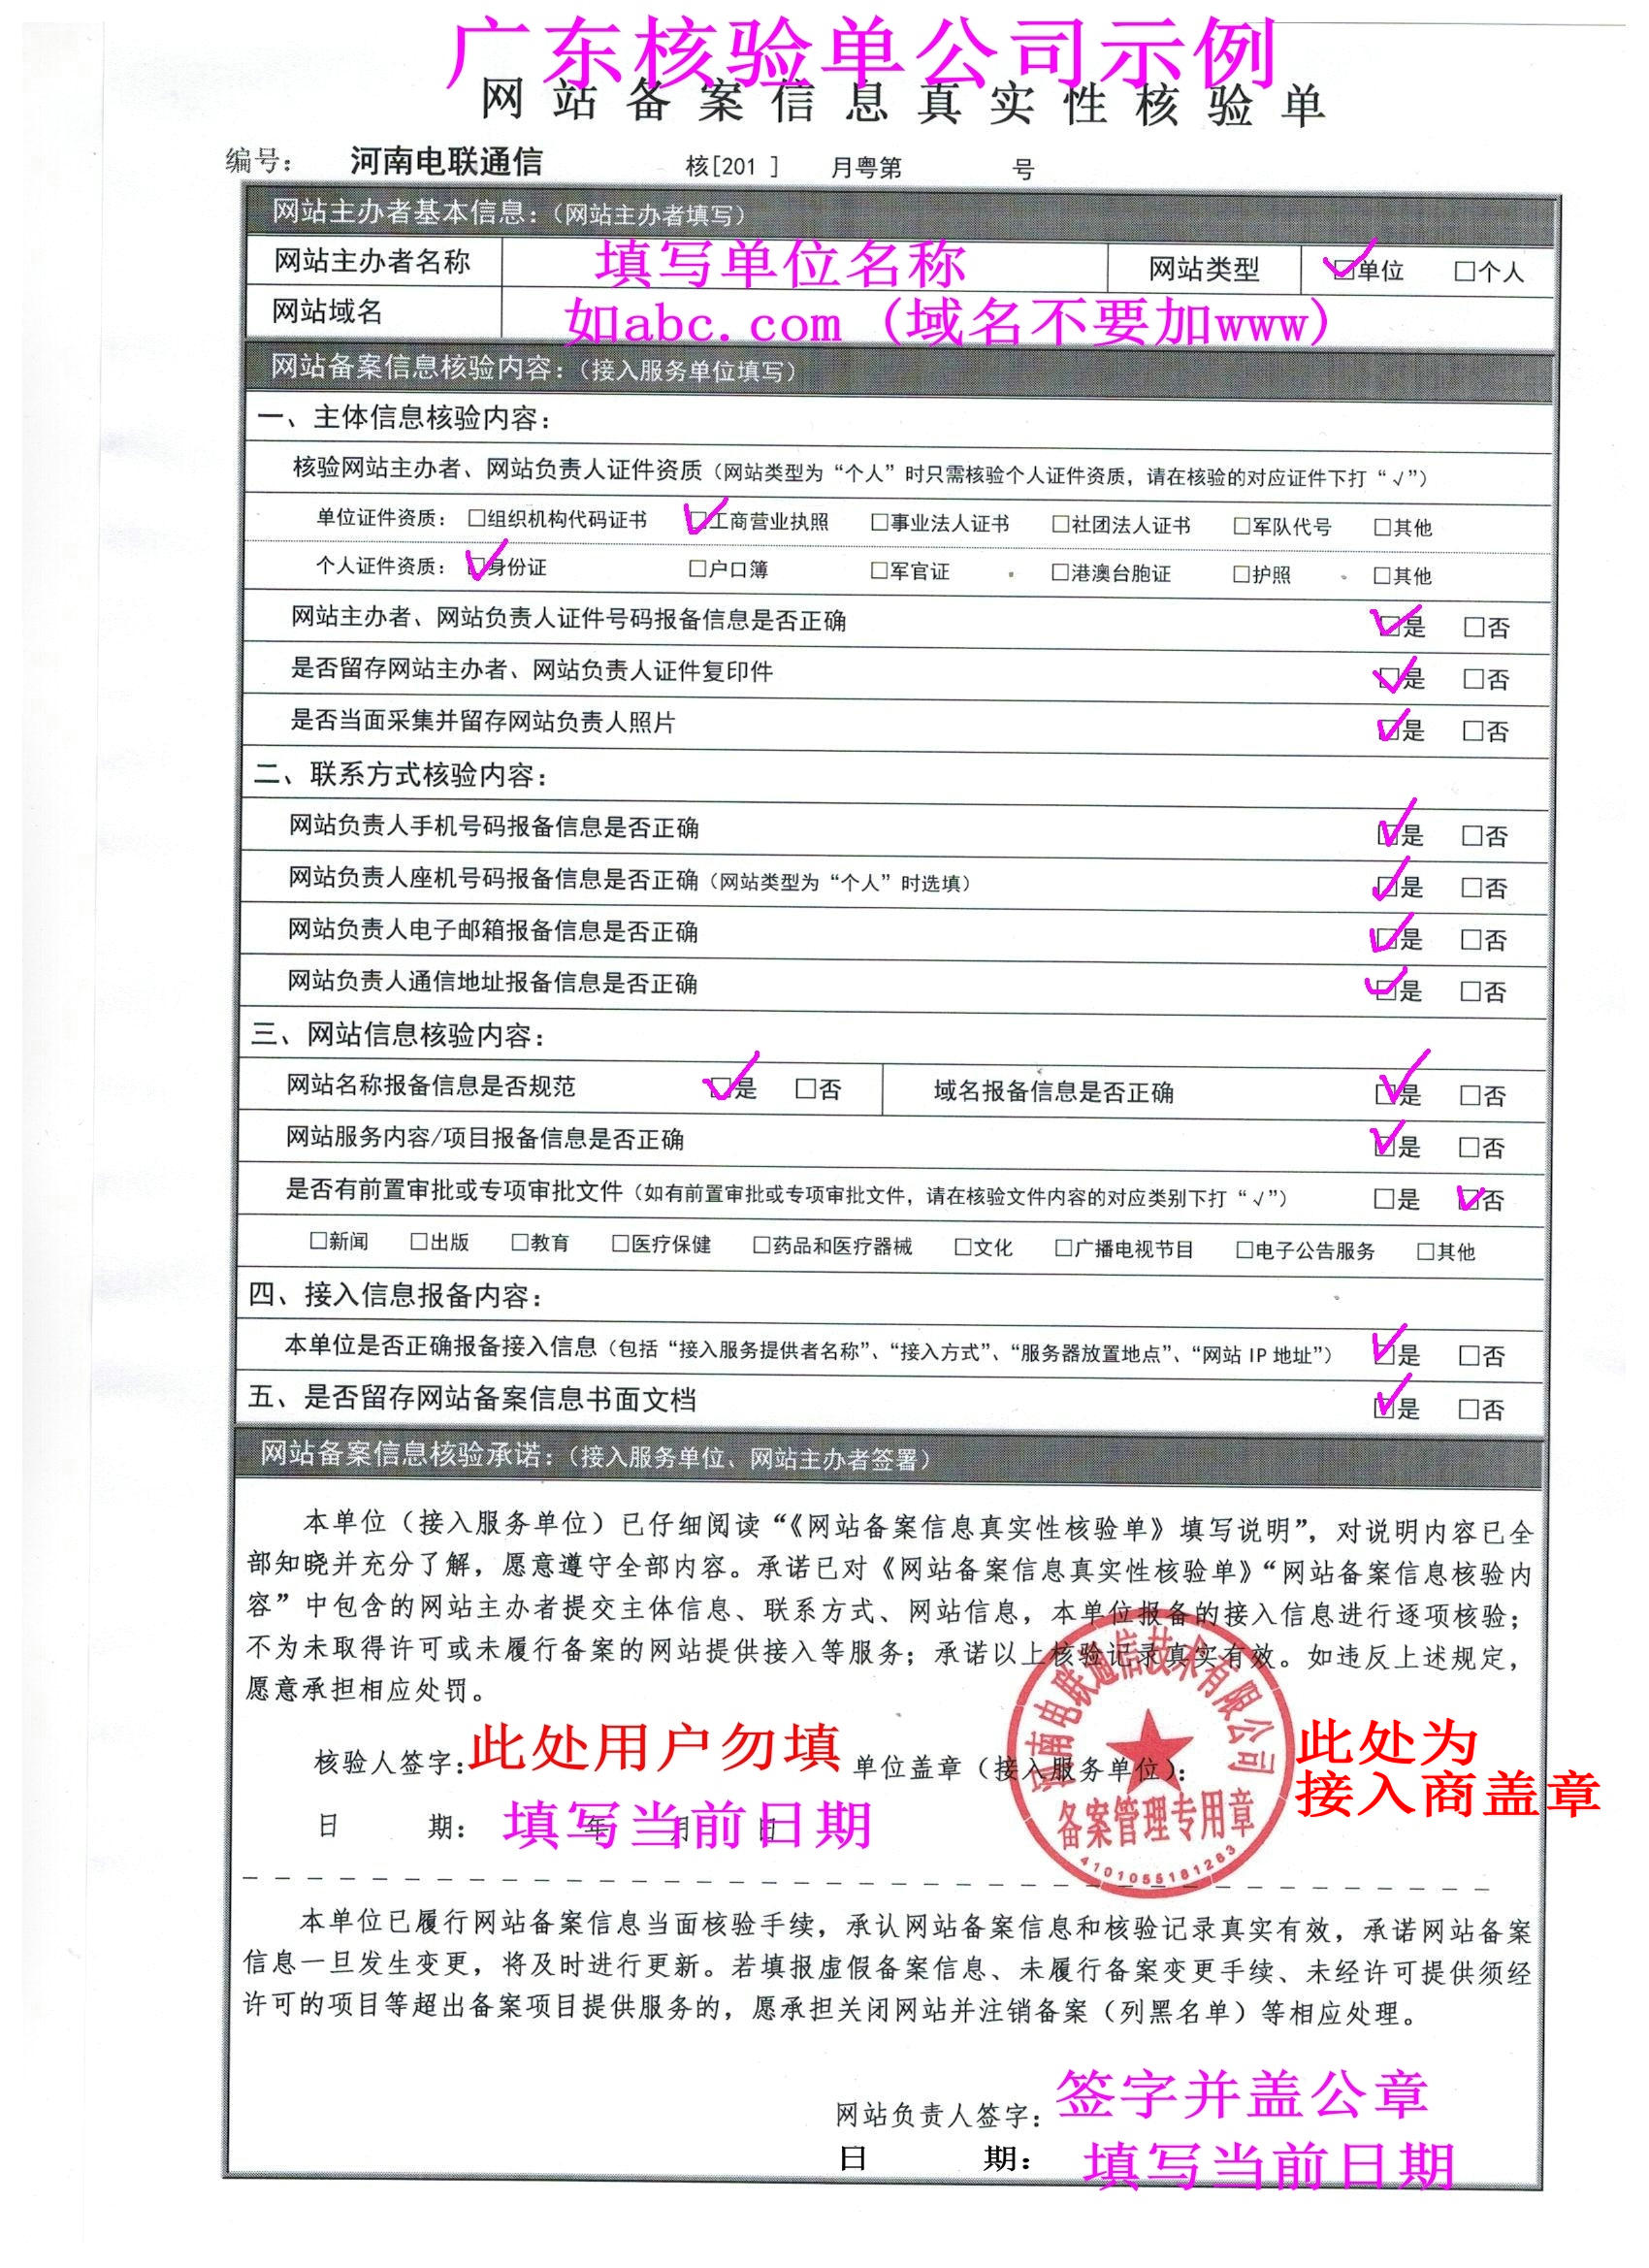 广东核验单公司示例
网站备案信息真实性核验单
编号： 河南电联通信 核[201 ] 月粤第 号
网站主办者基本信息：（网站主办者填写）
网站主办者名称 填写单位名称 网站类型 ☑单位 □个人
网站域名 如abc.com (域名不要加www)
网站备案信息核验内容：（接入服务单位填写）
一、主体信息核验内容：
核验网站主办者、网站负责人证件资质（网站类型为“个人”时只需核验个人证件资质，请在核验的对应证件下打“√”）
单位证件资质： □组织机构代码证书 ☑工商营业执照 □事业法人证书 □社团法人证书 □军队代号 □其他
个人证件资质： ☑身份证 □户口簿 □军官证 □港澳台胞证 □护照 □其他
网站主办者、网站负责人证件号码报备信息是否正确 ☑是 □否
是否留存网站主办者、网站负责人证件复印件 ☑是 □否
是否当面采集并留存网站负责人照片 ☑是 □否
二、联系方式核验内容：
网站负责人手机号码报备信息是否正确 ☑是 □否
网站负责人座机号码报备信息是否正确（网站类型为“个人”时选填） ☑是 □否
网站负责人电子邮箱报备信息是否正确 ☑是 □否
网站负责人通信地址报备信息是否正确 ☑是 □否
三、网站信息核验内容：
网站名称报备信息是否规范 ☑是 □否 域名报备信息是否正确 ☑是 □否
网站服务内容/项目报备信息是否正确 ☑是 □否
是否有前置审批或专项审批文件（如有前置审批或专项审批文件，请在核验文件内容的对应类别下打“√”） □是 ☑否
□新闻 □出版 □教育 □医疗保健 □药品和医疗器械 □文化 □广播电视节目 □电子公告服务 □其他
四、接入信息报备内容：
本单位是否正确报备接入信息（包括“接入服务提供者名称”、“接入方式”、“服务器放置地点”、“网站 IP 地址”） ☑是 □否
五、是否留存网站备案信息书面文档 ☑是 □否
网站备案信息核验承诺：（接入服务单位、网站主办者签署）
本单位（接入服务单位）已仔细阅读“《网站备案信息真实性核验单》填写说明”，对说明内容已全
部知晓并充分了解，愿意遵守全部内容。承诺已对《网站备案信息真实性核验单》“网站备案信息核验内
容”中包含的网站主办者提交主体信息、联系方式、网站信息，本单位报备的接入信息进行逐项核验；
不为未取得许可或未履行备案的网站提供接入等服务；承诺以上核验记录真实有效。如违反上述规定，
愿意承担相应处罚。
核验人签字： 此处用户勿填 单位盖章（接入服务单位）： 此处为
接入商盖章
日 期： 年 月 日 填写当前日期
河南电联通信技术有限公司
备案管理专用章
4101055181263
本单位已履行网站备案信息当面核验手续，承认网站备案信息和核验记录真实有效，承诺网站备案
信息一旦发生变更，将及时进行更新。若填报虚假备案信息、未履行备案变更手续、未经许可提供须经
许可的项目等超出备案项目提供服务的，愿承担关闭网站并注销备案（列黑名单）等相应处理。
网站负责人签字： 签字并盖公章
日 期： 填写当前日期